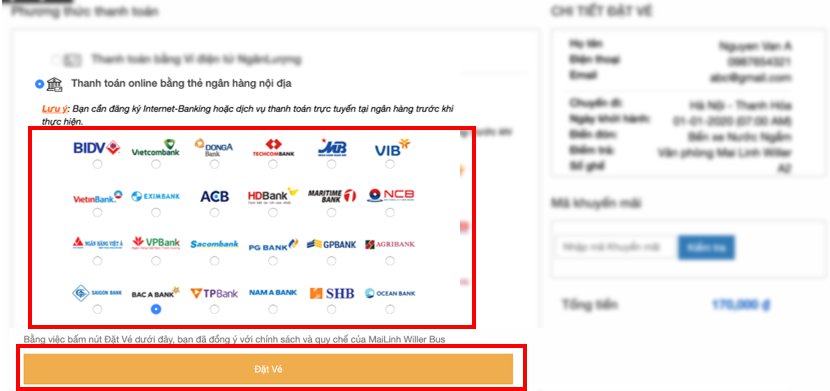 Phương thức thanh toán
Thanh toán bằng Ví điện tử NgânLượng
Thanh toán online bằng thẻ ngân hàng nội địa
Lưu ý: Bạn cần đăng ký Internet-Banking hoặc dịch vụ thanh toán trực tuyến tại ngân hàng trước khi
thực hiện.
BIDV Vietcombank DONGA Bank TECHCOMBANK MB VIB
VietinBank EXIMBANK ACB HDBank MARITIME BANK NCB
NGÂN HÀNG VIỆT Á VPBank Sacombank PG BANK GPBANK AGRIBANK
SAIGON BANK BAC A BANK TPBank NAM A BANK SHB OCEAN BANK
Bằng việc bấm nút Đặt Vé dưới đây, bạn đã đồng ý với chính sách và quy chế của MaiLinh Willer Bus
Đặt Vé
CHI TIẾT ĐẶT VÉ
Họ tên Nguyen Van A
Điện thoại 0987654321
Email abc@gmail.com
Chuyến đi: Hà Nội - Thanh Hóa
Ngày khởi hành: 01-01-2020 (07:00 AM)
Điểm đón: Bến xe Nước Ngầm
Điểm trả: Văn phòng Mai Linh Willer
Số ghế A2
Mã khuyến mãi
Nhập mã Khuyến mãi Kiểm tra
Tổng tiền 170,000 ₫